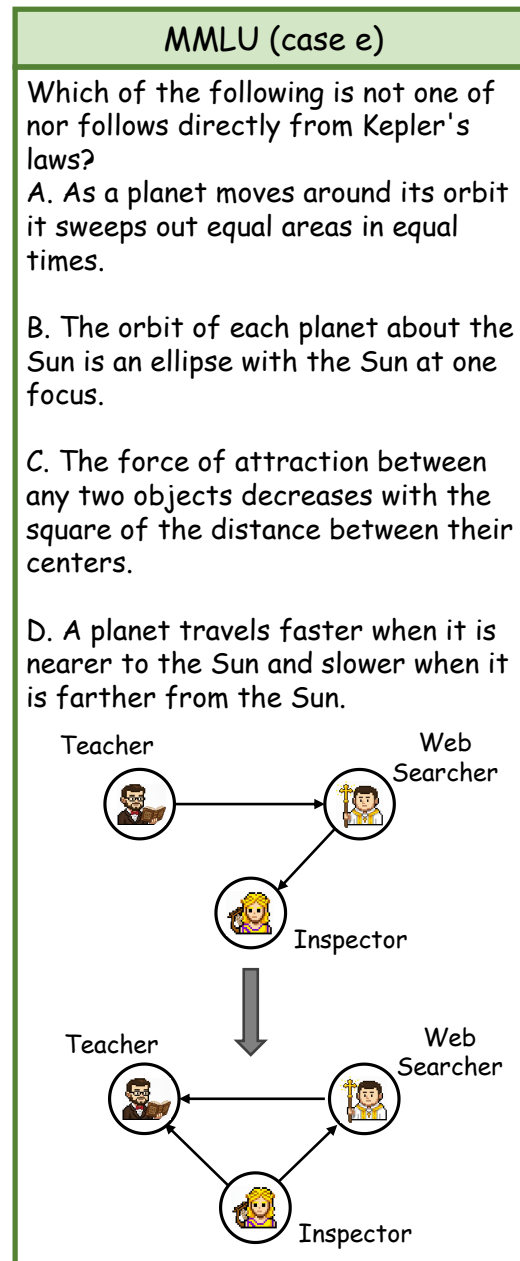 MMLU (case e)
Which of the following is not one of
nor follows directly from Kepler's
laws?
A. As a planet moves around its orbit
it sweeps out equal areas in equal
times.
B. The orbit of each planet about the
Sun is an ellipse with the Sun at one
focus.
C. The force of attraction between
any two objects decreases with the
square of the distance between their
centers.
D. A planet travels faster when it is
nearer to the Sun and slower when it
is farther from the Sun.
Teacher
Web
Searcher
Inspector
Teacher
Web
Searcher
Inspector